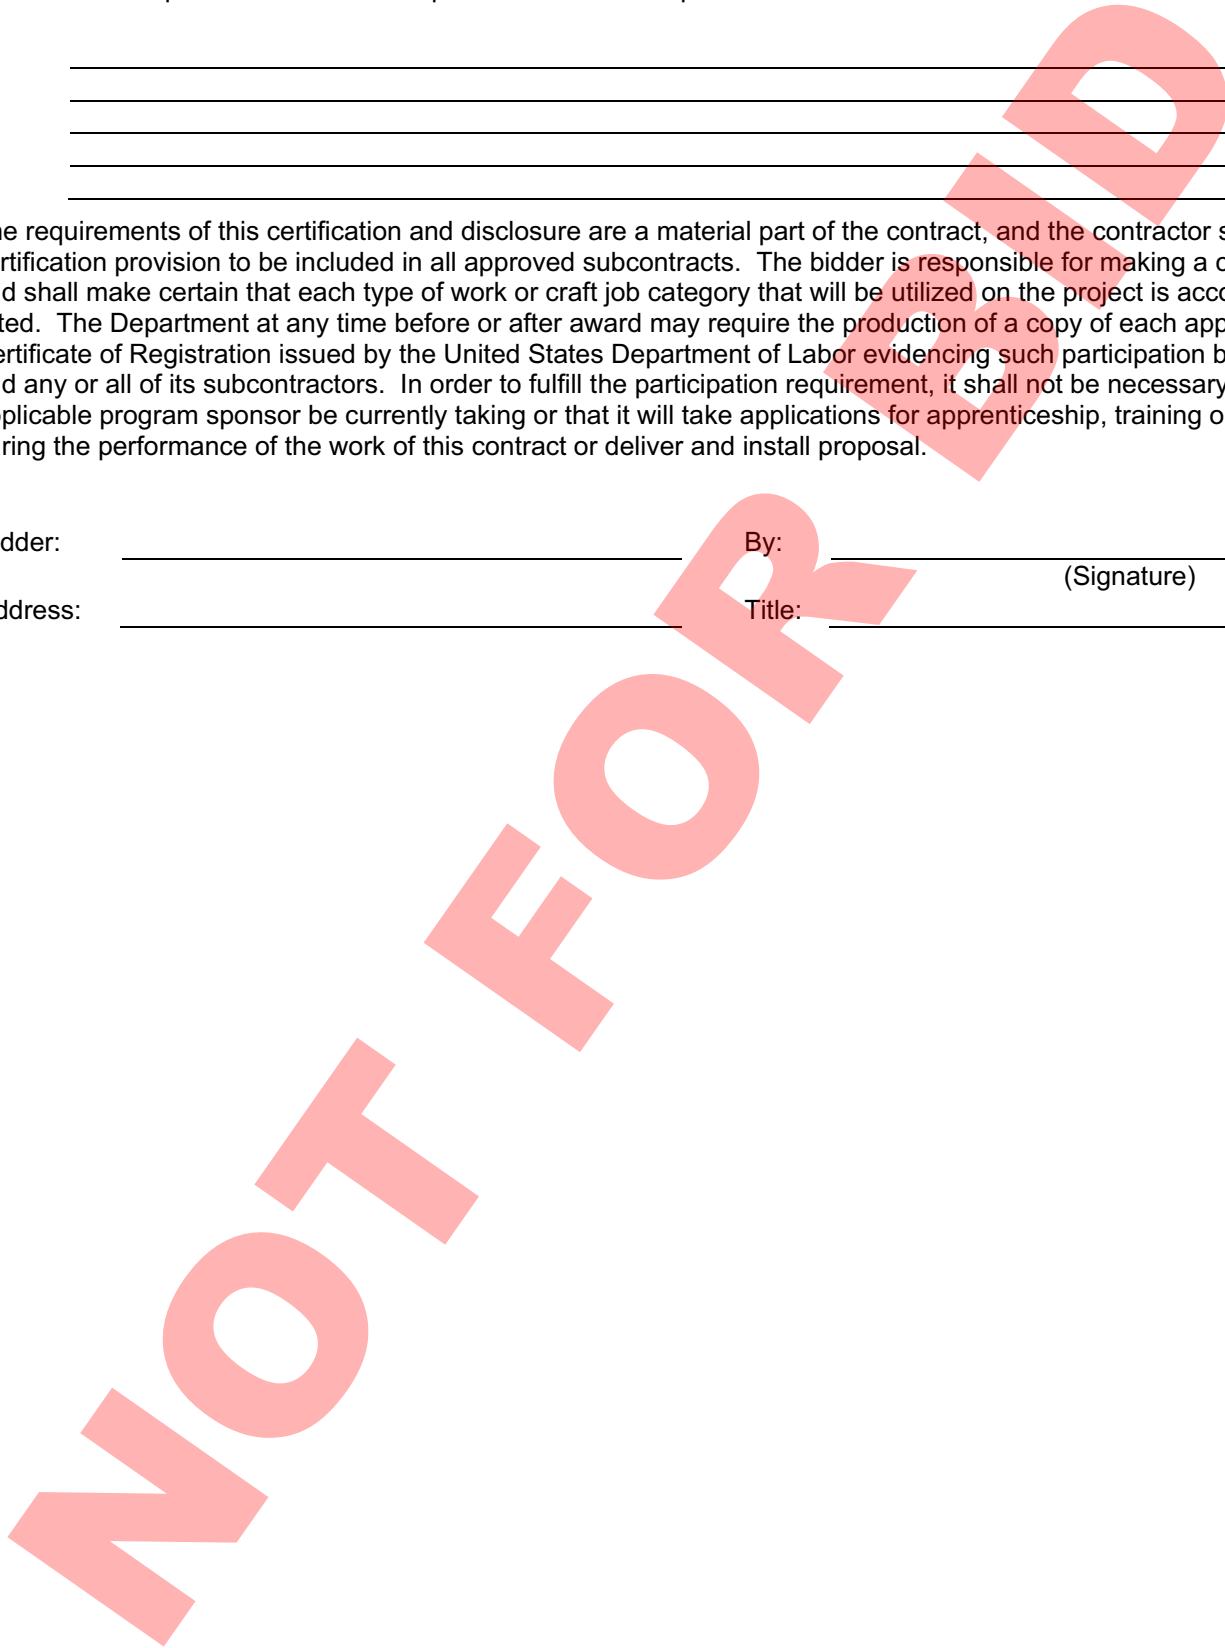 he requirements of this certification and disclosure are a material part of the contract, and the contractor s
rtification provision to be included in all approved subcontracts.  The bidder is responsible for making a c
d shall make certain that each type of work or craft job category that will be utilized on the project is acco
ted.  The Department at any time before or after award may require the production of a copy of each app
ertificate of Registration issued by the United States Department of Labor evidencing such participation b
d any or all of its subcontractors.  In order to fulfill the participation requirement, it shall not be necessary
plicable program sponsor be currently taking or that it will take applications for apprenticeship, training o
ring the performance of the work of this contract or deliver and install proposal.
dder: By:
(Signature)
ddress: Title:
NOT FOR BID